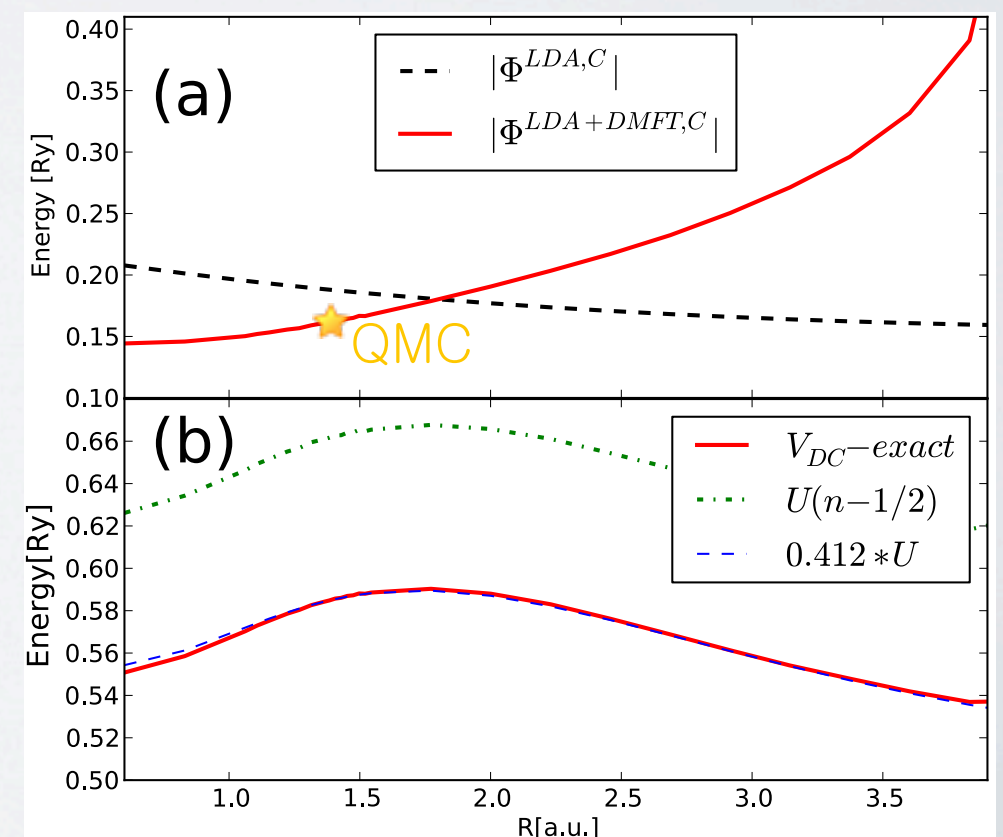 0.40
0.35
0.30
0.25
0.20
0.15
0.10
Energy [Ry]
(a)
|Φ^{LDA,C}|
|Φ^{LDA+DMFT,C}|
QMC
0.66
0.64
0.62
0.60
0.58
0.56
0.54
0.52
0.50
Energy[Ry]
(b)
V_{DC}−exact
U(n−1/2)
0.412∗U
1.0 1.5 2.0 2.5 3.0 3.5
R[a.u.]